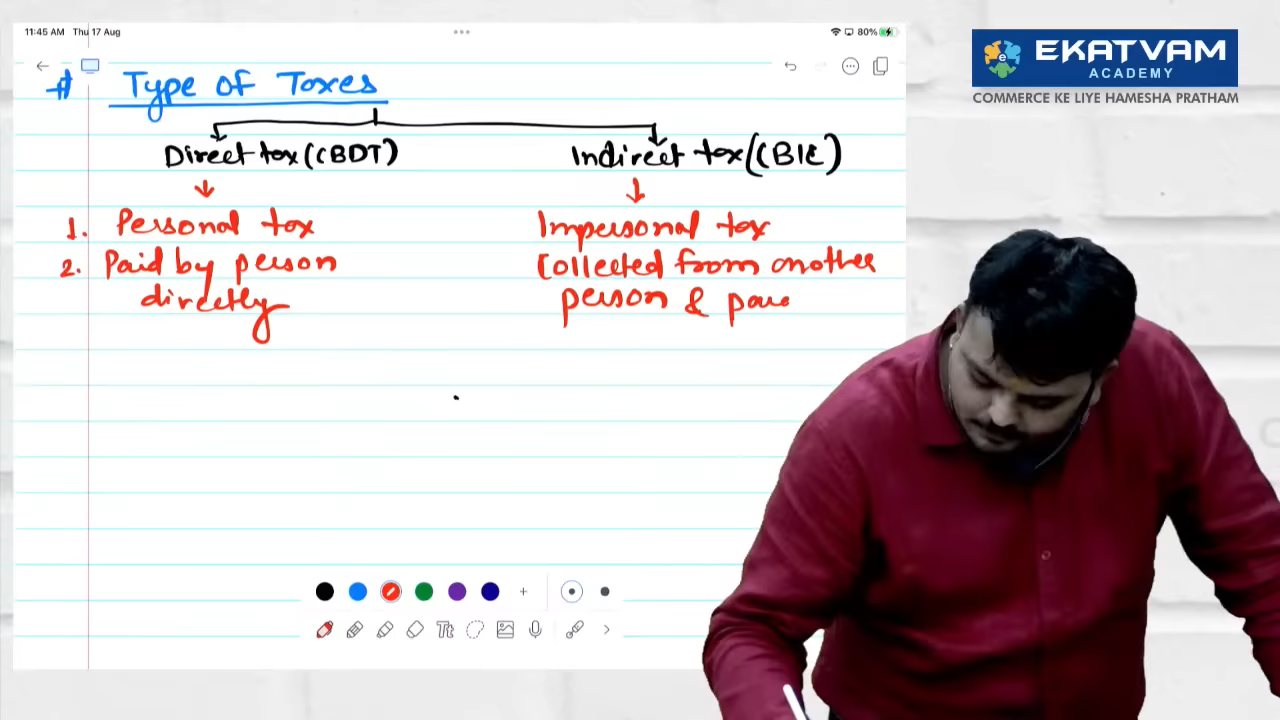 11:45 AM Thu 17 Aug
80%
EKATVAM
ACADEMY
COMMERCE KE LIYE HAMESHA PRATHAM
# Type of Taxes
Direct tax (CBDT)
Indirect tax (CBIC)
1. Personal tax
Impersonal tax
2. Paid by person
directly
Collected from another
person &
Tt